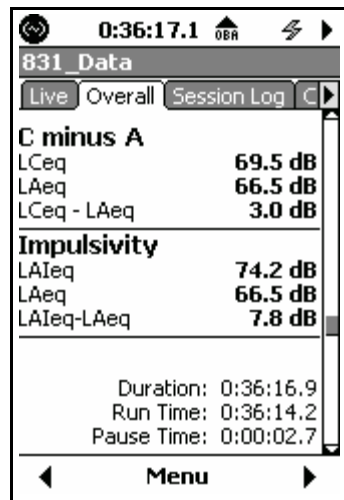 0:36:17.1 OBA
831_Data
Live Overall Session Log C
C minus A
LCeq 69.5 dB
LAeq 66.5 dB
LCeq - LAeq 3.0 dB
Impulsivity
LAIeq 74.2 dB
LAeq 66.5 dB
LAIeq-LAeq 7.8 dB
Duration: 0:36:16.9
Run Time: 0:36:14.2
Pause Time: 0:00:02.7
Menu